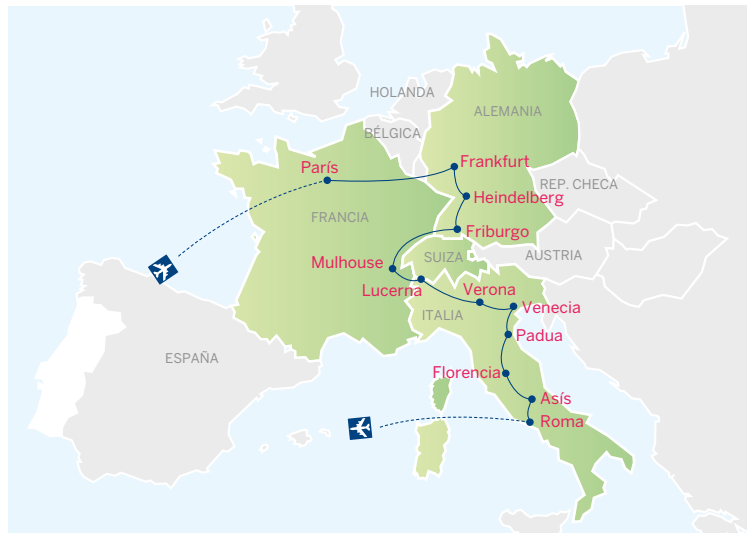 HOLANDA
ALEMANIA
BÉLGICA
Frankfurt
París
REP. CHECA
Heindelberg
FRANCIA
Friburgo
SUIZA
AUSTRIA
Mulhouse
Lucerna
Verona
Venecia
ITALIA
Padua
ESPAÑA
Florencia
Asís
Roma